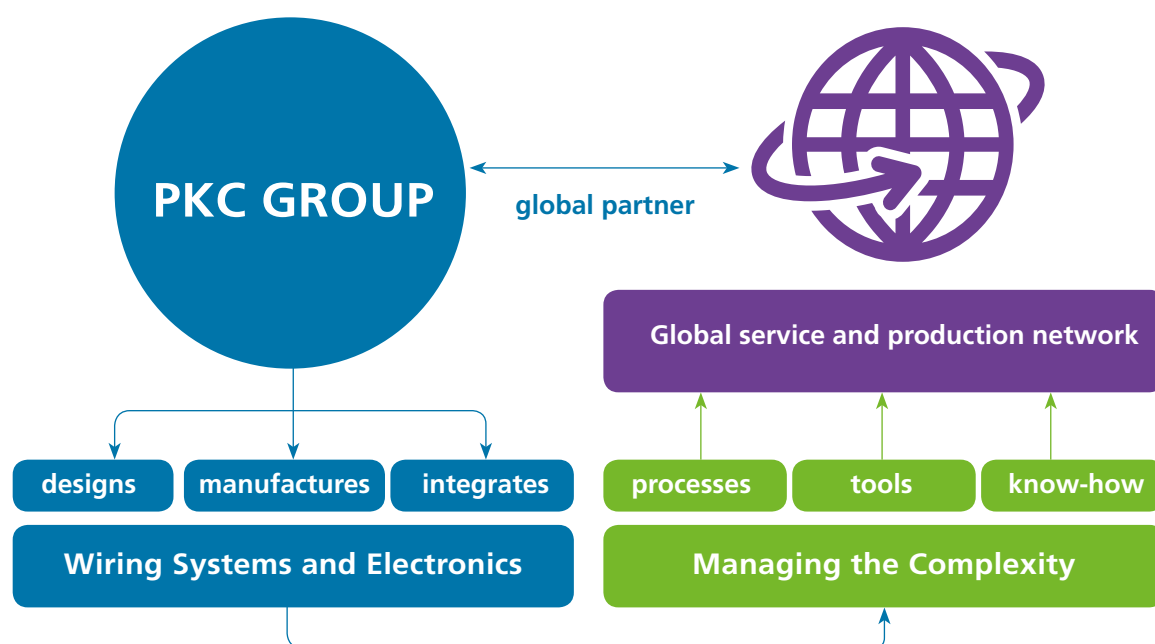 PKC GROUP
global partner
Global service and production network
designs
manufactures
integrates
processes
tools
know-how
Wiring Systems and Electronics
Managing the Complexity